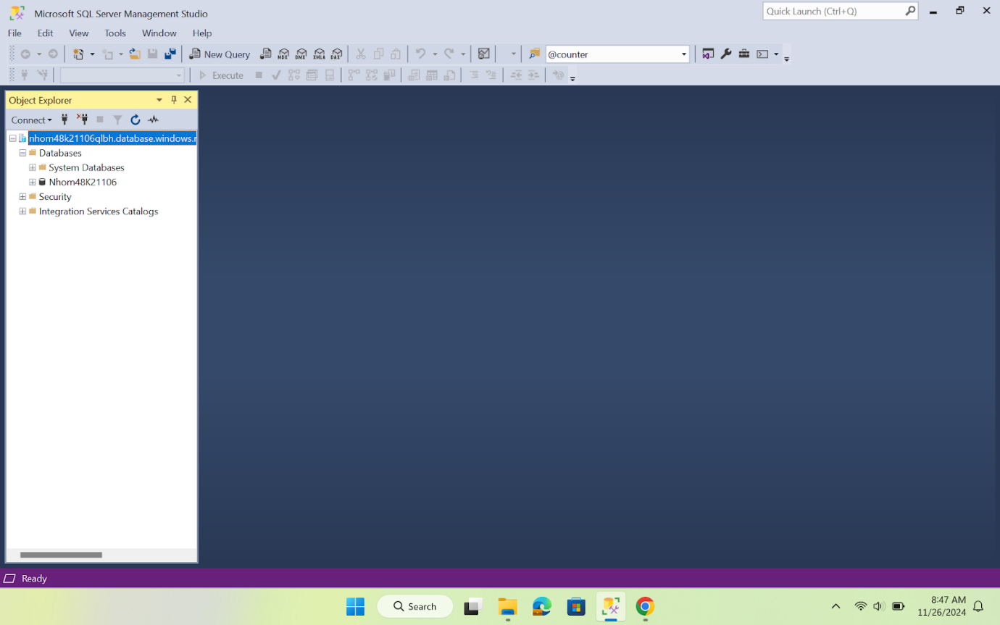 Microsoft SQL Server Management Studio
Quick Launch (Ctrl+Q)
File Edit View Tools Window Help
New Query MDX DMX XMLA DAX @counter
Execute
Object Explorer
Connect
nhom48k21106qlbh.database.windows.
Databases
System Databases
Nhom48K21106
Security
Integration Services Catalogs
Ready
Search
8:47 AM
11/26/2024